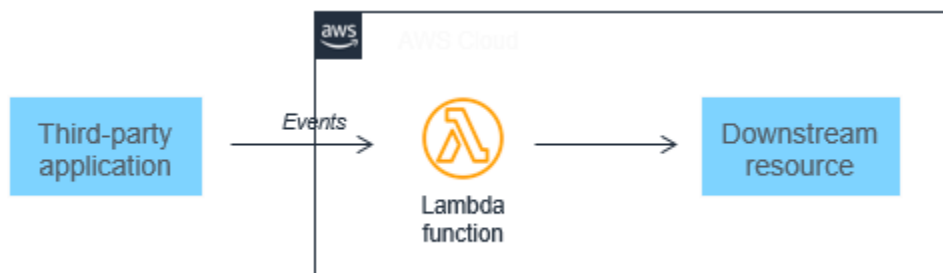 aws
AWS Cloud
Third-party
application
Events
Lambda
function
Downstream
resource